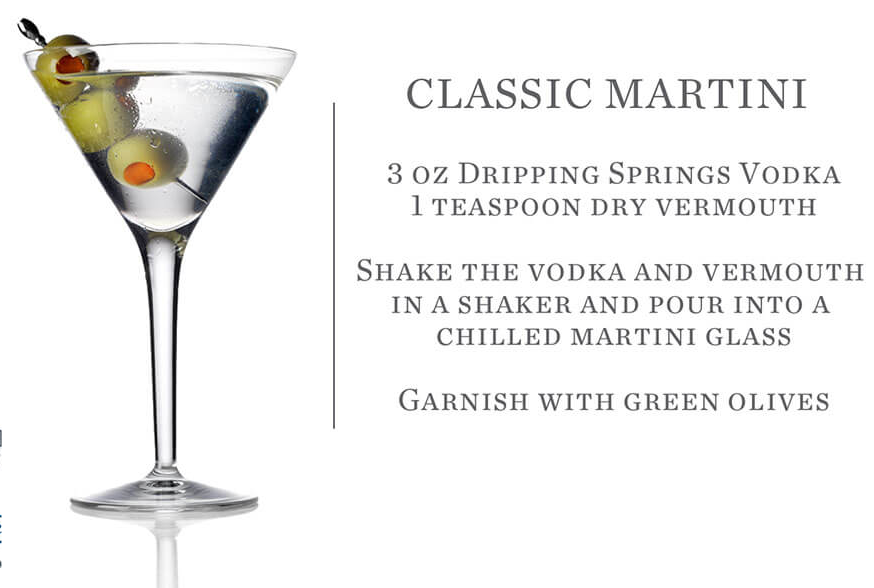 CLASSIC MARTINI
3 oz Dripping Springs Vodka
1 teaspoon dry vermouth
Shake the vodka and vermouth
in a shaker and pour into a
chilled martini glass
Garnish with green olives